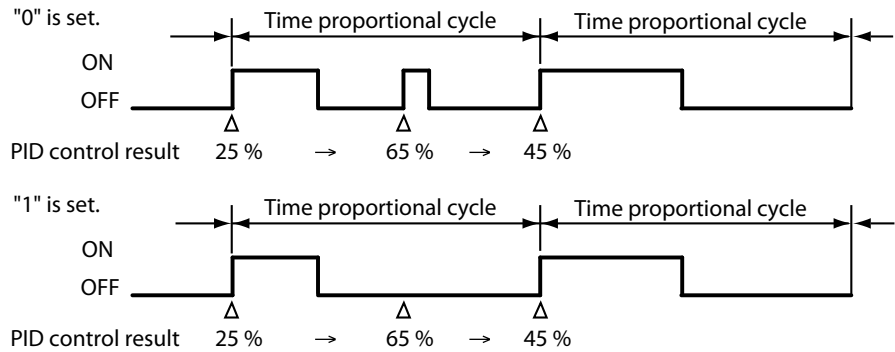 "0" is set.
Time proportional cycle Time proportional cycle
ON
OFF
PID control result 25 % → 65 % → 45 %
"1" is set.
Time proportional cycle Time proportional cycle
ON
OFF
PID control result 25 % → 65 % → 45 %